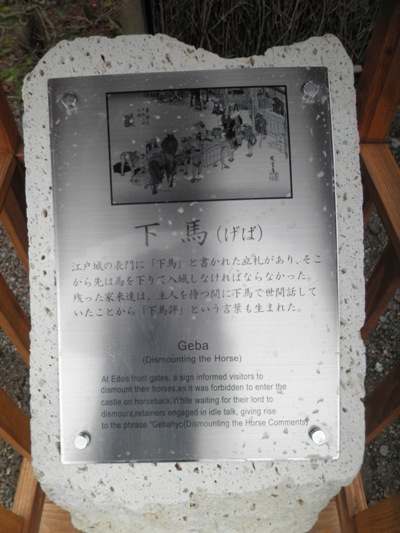 下馬(げば)
江戸城の表門に「下馬」と書かれた立札があり、そこ
から先は馬を下りて入城しなければならなかった。
残った家来達は、主人を待つ間に下馬で世間話して
いたことから「下馬評」という言葉も生まれた。
Geba
(Dismounting the Horse)
At Edo's front gates, a sign informed visitors to
dismount their horses,as it was forbidden to enter the
castle on horseback,While waiting for their lord to
dismount,retainers engaged in idle talk, giving rise
to the phrase "Gebahyo(Dismounting the Horse Comments)